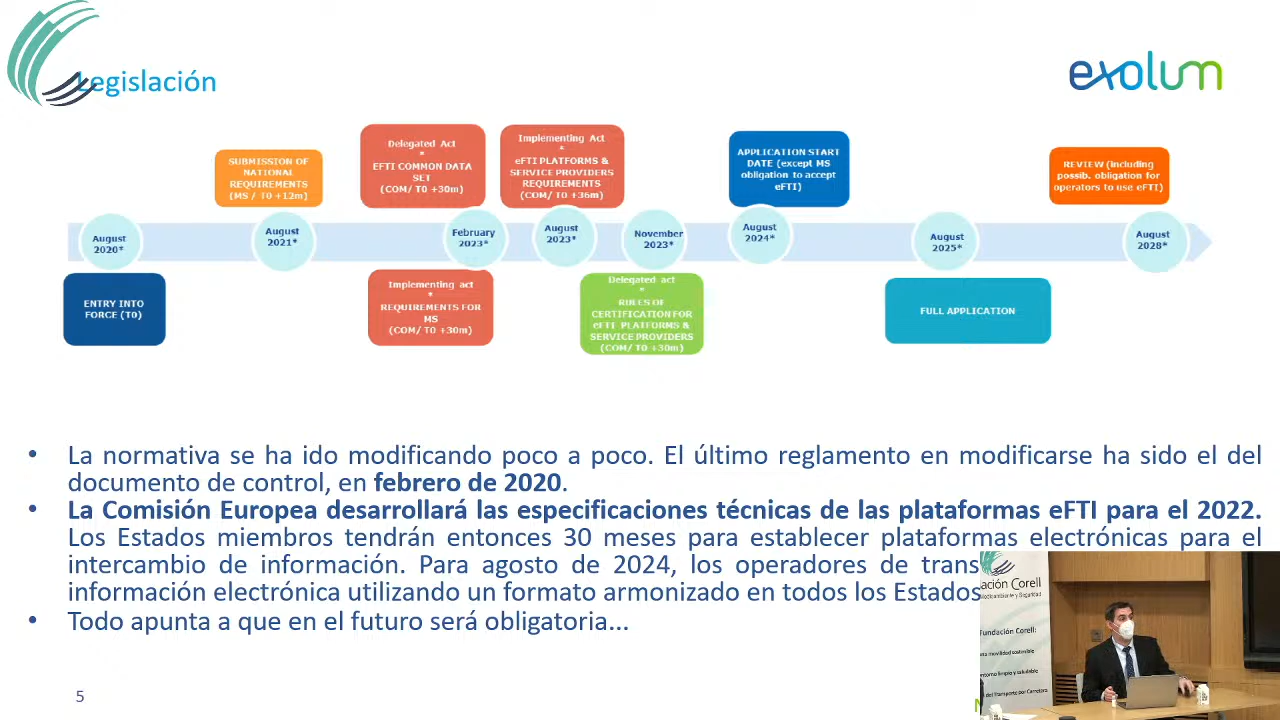 Legislación
exolum
SUBMISSION OF
NATIONAL
REQUIREMENTS
(MS / T0 +12m)
Delegated Act
*
EFTI COMMON DATA
SET
(COM/ T0 +30m)
Implementing Act
*
eFTI PLATFORMS &
SERVICE PROVIDERS
REQUIREMENTS
(COM/ T0 +36m)
APPLICATION START
DATE (except MS
obligation to accept
eFTI)
REVIEW (including
possib. obligation for
operators to use eFTI)
August
2020*
August
2021*
February
2023*
August
2023*
November
2023*
August
2024*
August
2025*
August
2028*
ENTRY INTO
FORCE (T0)
Implementing act
*
REQUIREMENTS FOR
MS
(COM/ T0 +30m)
Delegated act
*
RULES OF
CERTIFICATION FOR
eFTI PLATFORMS &
SERVICE PROVIDERS
(COM/ T0 +30m)
FULL APPLICATION
• La normativa se ha ido modificando poco a poco. El último reglamento en modificarse ha sido el del
documento de control, en febrero de 2020.
• La Comisión Europea desarrollará las especificaciones técnicas de las plataformas eFTI para el 2022.
Los Estados miembros tendrán entonces 30 meses para establecer plataformas electrónicas para el
intercambio de información. Para agosto de 2024, los operadores de trans
información electrónica utilizando un formato armonizado en todos los Estados
• Todo apunta a que en el futuro será obligatoria...
5
ación Corell
Fundación Corell:
ta movilidad sostenible
ntorno limpio y saludable
del Transporte por Carretera